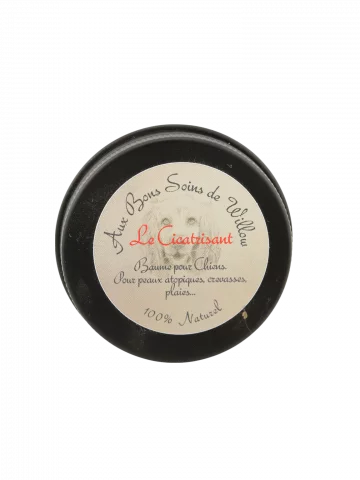 Aux Bons Soins de Willow
Le Cicatrisant
Baume pour Chiens.
Pour peaux atopiques, crevasses,
plaies...
100% Naturel